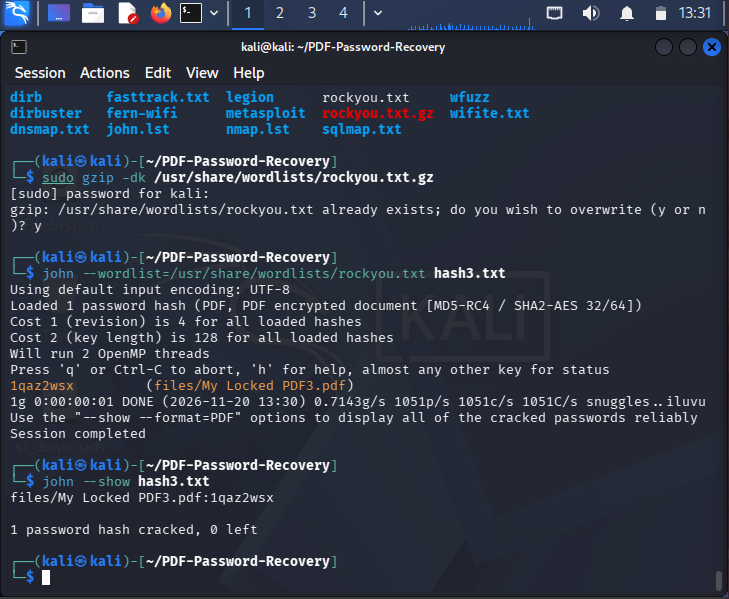 1 2 3 4 13:31
kali@kali: ~/PDF-Password-Recovery
Session Actions Edit View Help
dirb fasttrack.txt legion rockyou.txt wfuzz
dirbuster fern-wifi metasploit rockyou.txt.gz wifite.txt
dnsmap.txt john.lst nmap.lst sqlmap.txt
┌──(kali㉿kali)-[~/PDF-Password-Recovery]
└─$ sudo gzip -dk /usr/share/wordlists/rockyou.txt.gz
[sudo] password for kali:
gzip: /usr/share/wordlists/rockyou.txt already exists; do you wish to overwrite (y or n
)? y
┌──(kali㉿kali)-[~/PDF-Password-Recovery]
└─$ john --wordlist=/usr/share/wordlists/rockyou.txt hash3.txt
Using default input encoding: UTF-8
Loaded 1 password hash (PDF, PDF encrypted document [MD5-RC4 / SHA2-AES 32/64])
Cost 1 (revision) is 4 for all loaded hashes
Cost 2 (key length) is 128 for all loaded hashes
Will run 2 OpenMP threads
Press 'q' or Ctrl-C to abort, 'h' for help, almost any other key for status
1qaz2wsx (files/My Locked PDF3.pdf)
1g 0:00:00:01 DONE (2026-11-20 13:30) 0.7143g/s 1051p/s 1051c/s 1051C/s snuggles..iluvu
Use the "--show --format=PDF" options to display all of the cracked passwords reliably
Session completed
┌──(kali㉿kali)-[~/PDF-Password-Recovery]
└─$ john --show hash3.txt
files/My Locked PDF3.pdf:1qaz2wsx
1 password hash cracked, 0 left
┌──(kali㉿kali)-[~/PDF-Password-Recovery]
└─$
KALI